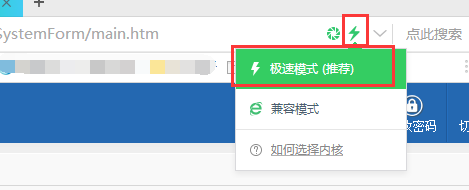 SystemForm/main.htm
点此搜索
极速模式 (推荐)
兼容模式
密码
切
如何选择内核